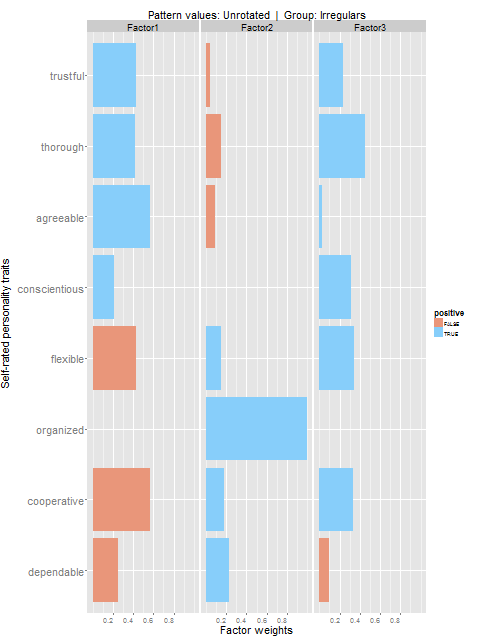 Pattern values: Unrotated | Group: Irregulars
Factor1 Factor2 Factor3
trustful
thorough
agreeable
conscientious
flexible
organized
cooperative
dependable
Self-rated personality traits
0.2 0.4 0.6 0.8 0.2 0.4 0.6 0.8 0.2 0.4 0.6 0.8
Factor weights
positive
FALSE
TRUE